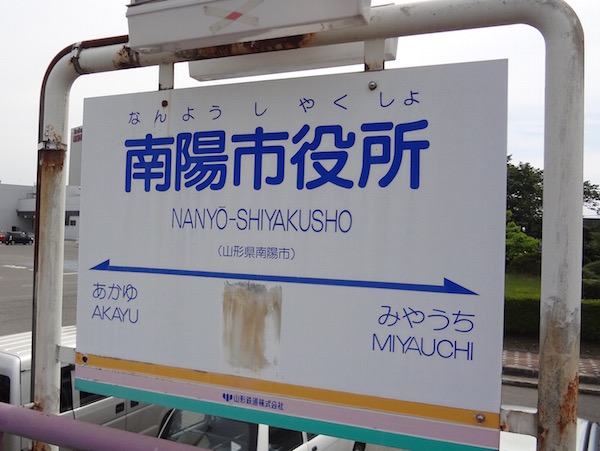 なんようしやくしよ
南陽市役所
NANYŌ-SHIYAKUSHO
（山形県南陽市）
あかゆ
AKAYU
みやうち
MIYAUCHI
山形鉄道株式会社